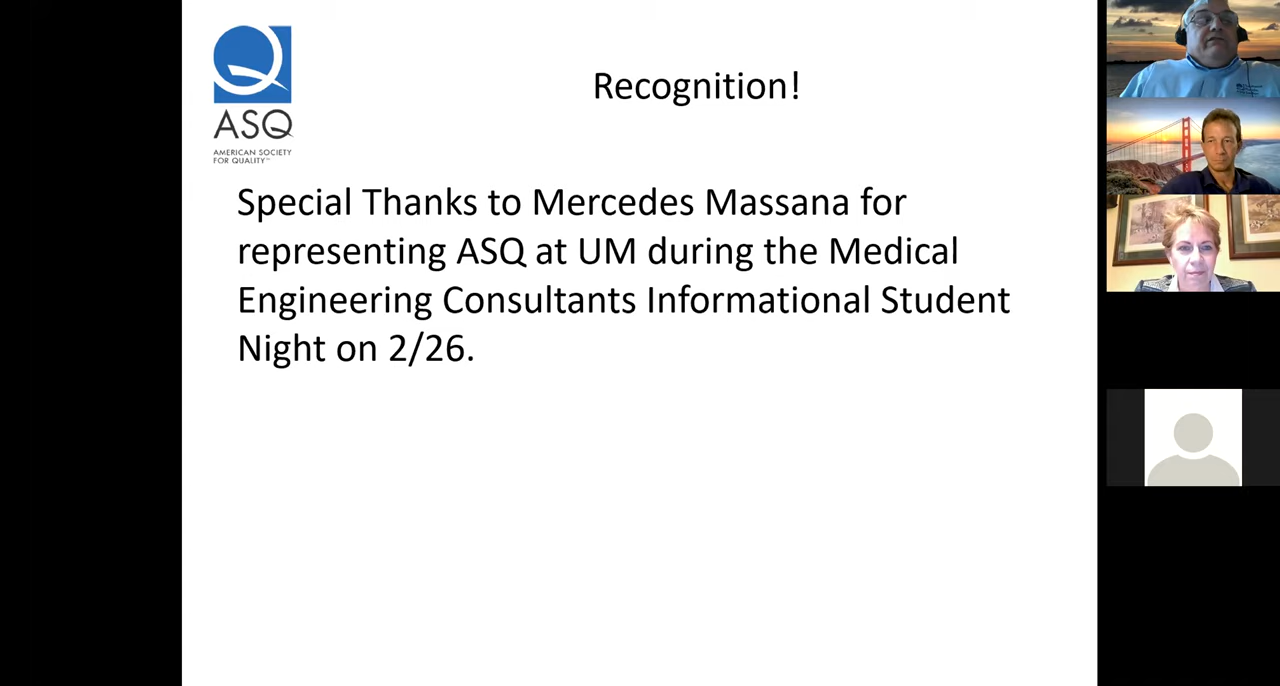 ASQ
AMERICAN SOCIETY
FOR QUALITY™
Recognition!
Special Thanks to Mercedes Massana for
representing ASQ at UM during the Medical
Engineering Consultants Informational Student
Night on 2/26.